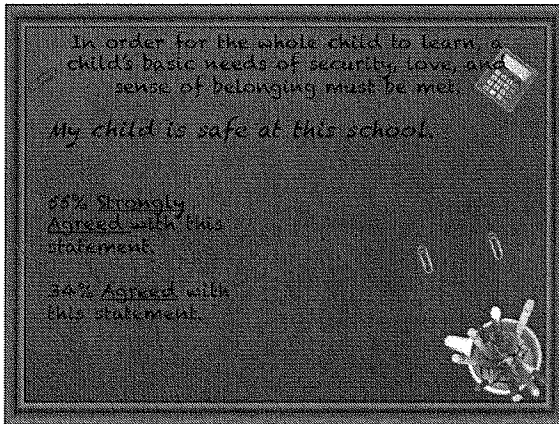 In order for the whole child to learn, a
child's basic needs of security, love, and
sense of belonging must be met.
My child is safe at this school.
Strongly
Agreed with this
statement.
34% Agreed with
this statement.